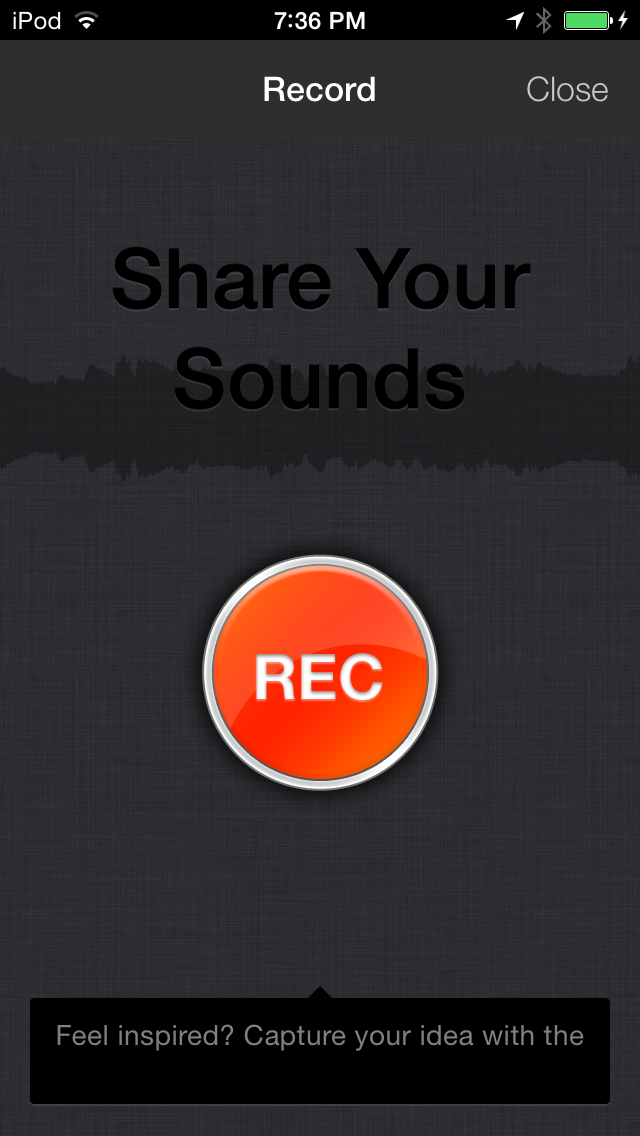 iPod 7:36 PM
Record Close
Share Your
Sounds
REC
Feel inspired? Capture your idea with the